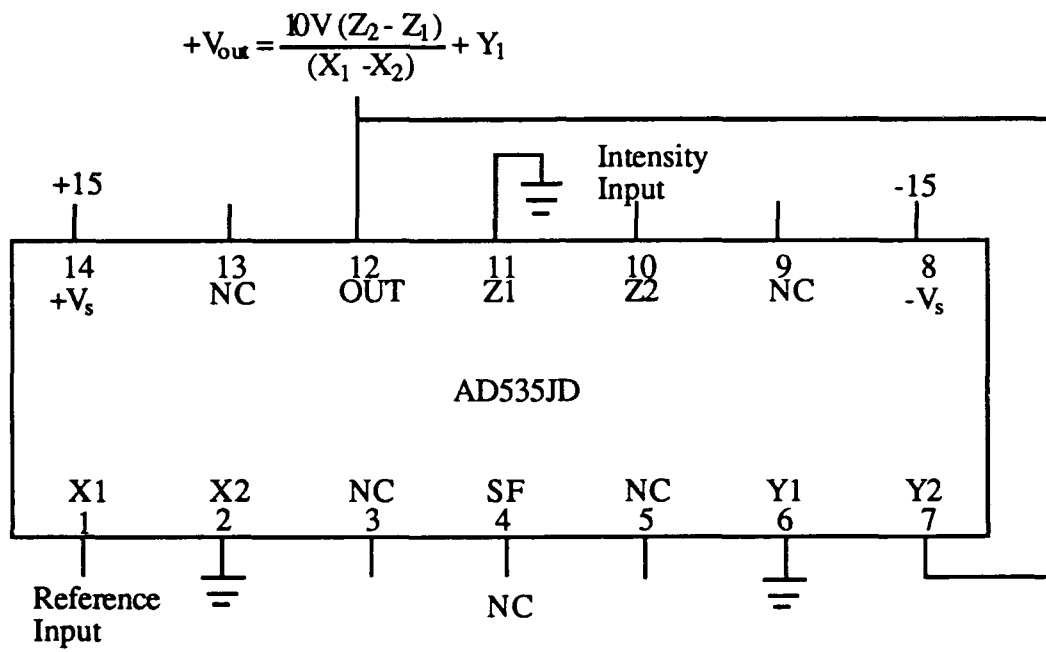 +Vout = 10V (Z2 - Z1) / (X1 - X2) + Y1
Intensity
Input
+15
-15
14 13 12 11 10 9 8
+Vs NC OUT Z1 Z2 NC -Vs
AD535JD
X1 X2 NC SF NC Y1 Y2
1 2 3 4 5 6 7
Reference
Input
NC